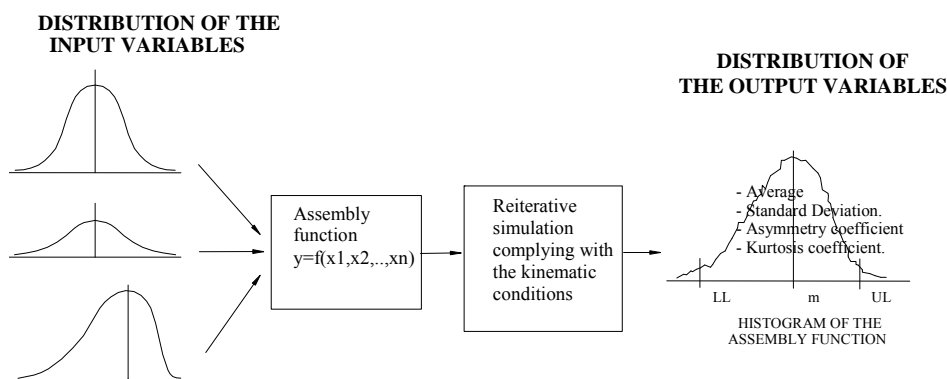 DISTRIBUTION OF THE
INPUT VARIABLES
Assembly
function
y=f(x1,x2,..,xn)
Reiterative
simulation
complying with
the kinematic
conditions
DISTRIBUTION OF
THE OUTPUT VARIABLES
- Average
- Standard Deviation.
- Asymmetry coefficient
- Kurtosis coefficient.
LL m UL
HISTOGRAM OF THE
ASSEMBLY FUNCTION